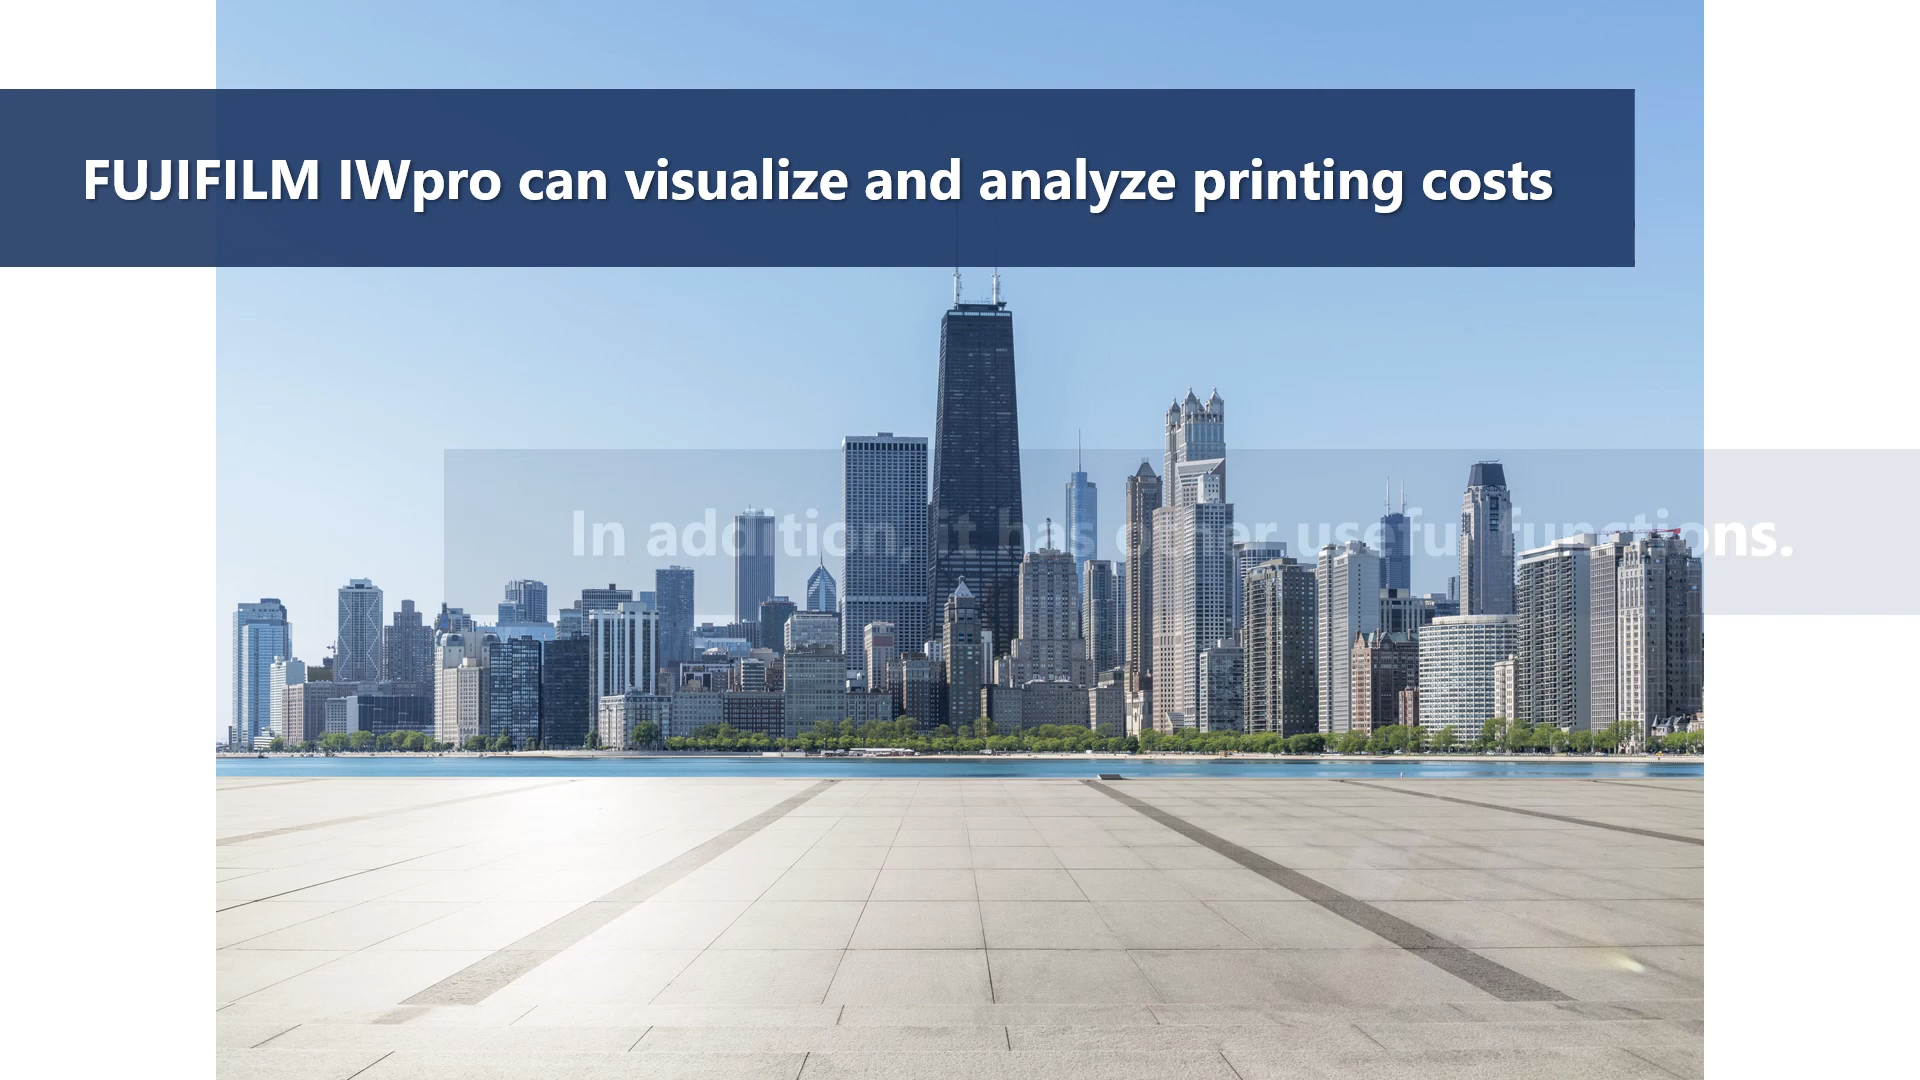 FUJIFILM IWpro can visualize and analyze printing costs
In addition, it has other useful functions.